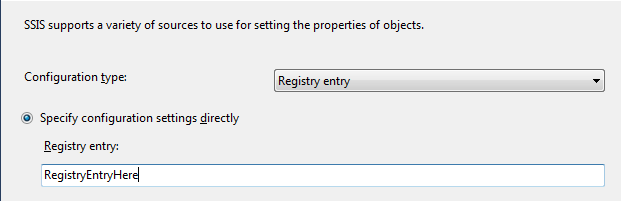 SSIS supports a variety of sources to use for setting the properties of objects.
Configuration type:
Registry entry
Specify configuration settings directly
Registry entry:
RegistryEntryHere